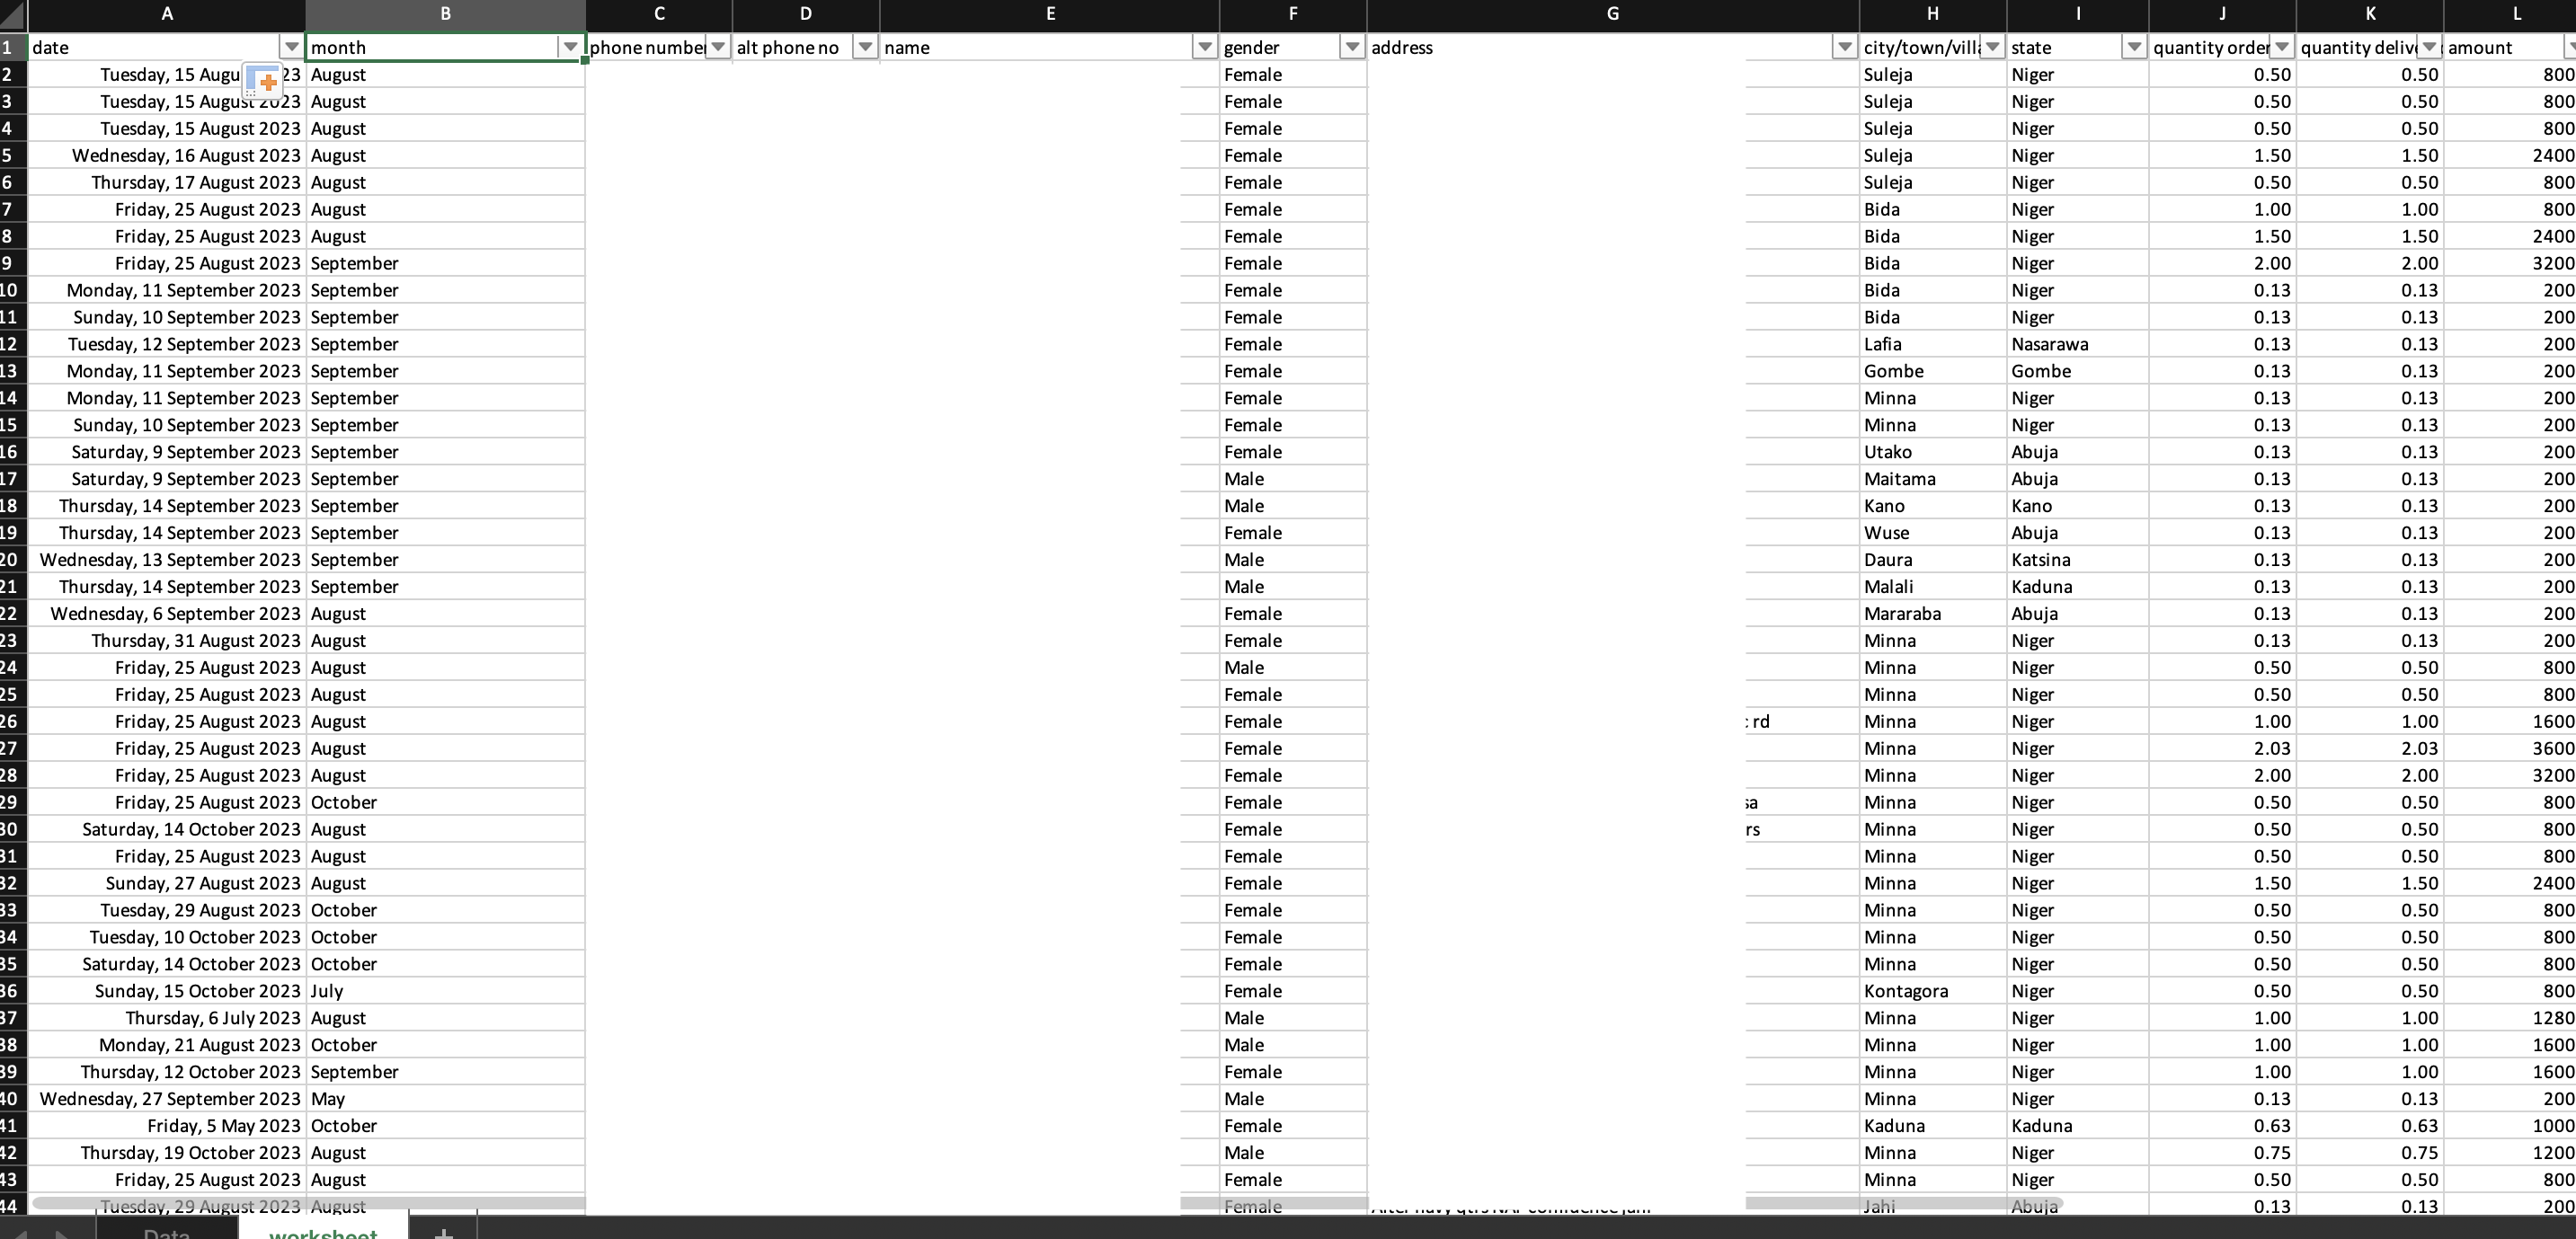 A B C D E F G H I J K L
1 date month phone number alt phone no name gender address city/town/villa state quantity order quantity delive amount
2 Tuesday, 15 Augu 23 August Female Suleja Niger 0.50 0.50 800
3 Tuesday, 15 August 2023 August Female Suleja Niger 0.50 0.50 800
4 Tuesday, 15 August 2023 August Female Suleja Niger 0.50 0.50 800
5 Wednesday, 16 August 2023 August Female Suleja Niger 1.50 1.50 2400
6 Thursday, 17 August 2023 August Female Suleja Niger 0.50 0.50 800
7 Friday, 25 August 2023 August Female Bida Niger 1.00 1.00 800
8 Friday, 25 August 2023 August Female Bida Niger 1.50 1.50 2400
9 Friday, 25 August 2023 September Female Bida Niger 2.00 2.00 3200
10 Monday, 11 September 2023 September Female Bida Niger 0.13 0.13 200
11 Sunday, 10 September 2023 September Female Bida Niger 0.13 0.13 200
12 Tuesday, 12 September 2023 September Female Lafia Nasarawa 0.13 0.13 200
13 Monday, 11 September 2023 September Female Gombe Gombe 0.13 0.13 200
14 Monday, 11 September 2023 September Female Minna Niger 0.13 0.13 200
15 Sunday, 10 September 2023 September Female Minna Niger 0.13 0.13 200
16 Saturday, 9 September 2023 September Female Utako Abuja 0.13 0.13 200
17 Saturday, 9 September 2023 September Male Maitama Abuja 0.13 0.13 200
18 Thursday, 14 September 2023 September Male Kano Kano 0.13 0.13 200
19 Thursday, 14 September 2023 September Female Wuse Abuja 0.13 0.13 200
20 Wednesday, 13 September 2023 September Male Daura Katsina 0.13 0.13 200
21 Thursday, 14 September 2023 September Male Malali Kaduna 0.13 0.13 200
22 Wednesday, 6 September 2023 August Female Mararaba Abuja 0.13 0.13 200
23 Thursday, 31 August 2023 August Female Minna Niger 0.13 0.13 200
24 Friday, 25 August 2023 August Male Minna Niger 0.50 0.50 800
25 Friday, 25 August 2023 August Female Minna Niger 0.50 0.50 800
26 Friday, 25 August 2023 August Female rd Minna Niger 1.00 1.00 1600
27 Friday, 25 August 2023 August Female Minna Niger 2.03 2.03 3600
28 Friday, 25 August 2023 August Female Minna Niger 2.00 2.00 3200
29 Friday, 25 August 2023 October Female sa Minna Niger 0.50 0.50 800
30 Saturday, 14 October 2023 August Female rs Minna Niger 0.50 0.50 800
31 Friday, 25 August 2023 August Female Minna Niger 0.50 0.50 800
32 Sunday, 27 August 2023 August Female Minna Niger 1.50 1.50 2400
33 Tuesday, 29 August 2023 October Female Minna Niger 0.50 0.50 800
34 Tuesday, 10 October 2023 October Female Minna Niger 0.50 0.50 800
35 Saturday, 14 October 2023 October Female Minna Niger 0.50 0.50 800
36 Sunday, 15 October 2023 July Female Kontagora Niger 0.50 0.50 800
37 Thursday, 6 July 2023 August Male Minna Niger 1.00 1.00 1280
38 Monday, 21 August 2023 October Male Minna Niger 1.00 1.00 1600
39 Thursday, 12 October 2023 September Female Minna Niger 1.00 1.00 1600
40 Wednesday, 27 September 2023 May Male Minna Niger 0.13 0.13 200
41 Friday, 5 May 2023 October Female Kaduna Kaduna 0.63 0.63 1000
42 Thursday, 19 October 2023 August Male Minna Niger 0.75 0.75 1200
43 Friday, 25 August 2023 August Female Minna Niger 0.50 0.50 800
44 Tuesday, 29 August 2023 August Female Jahi Abuja 0.13 0.13 200
Data worksheet +